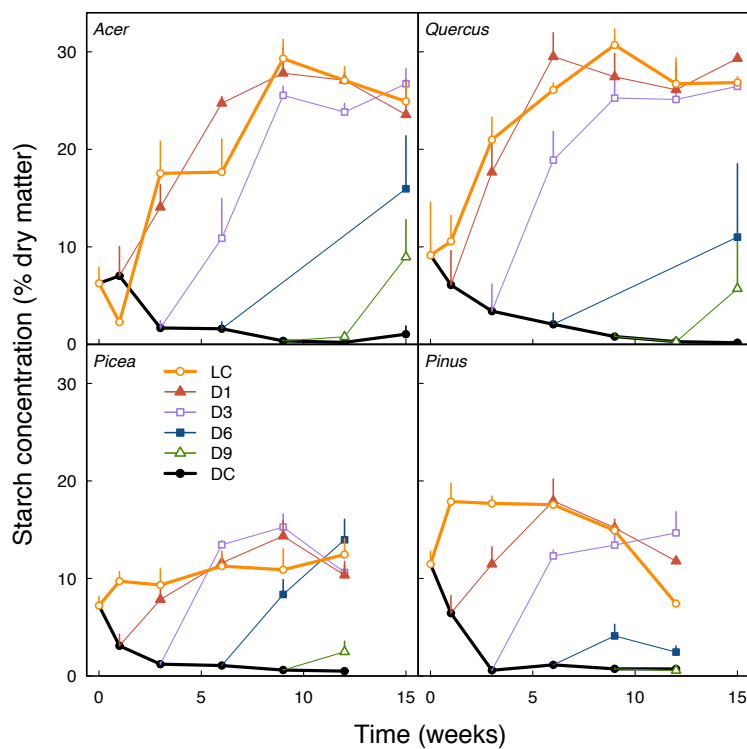 Acer
Quercus
30
20
10
0
Picea
Pinus
LC
D1
D3
D6
D9
DC
30
20
10
0
0 5 10 15
0 5 10 15
Starch concentration (% dry matter)
Time (weeks)